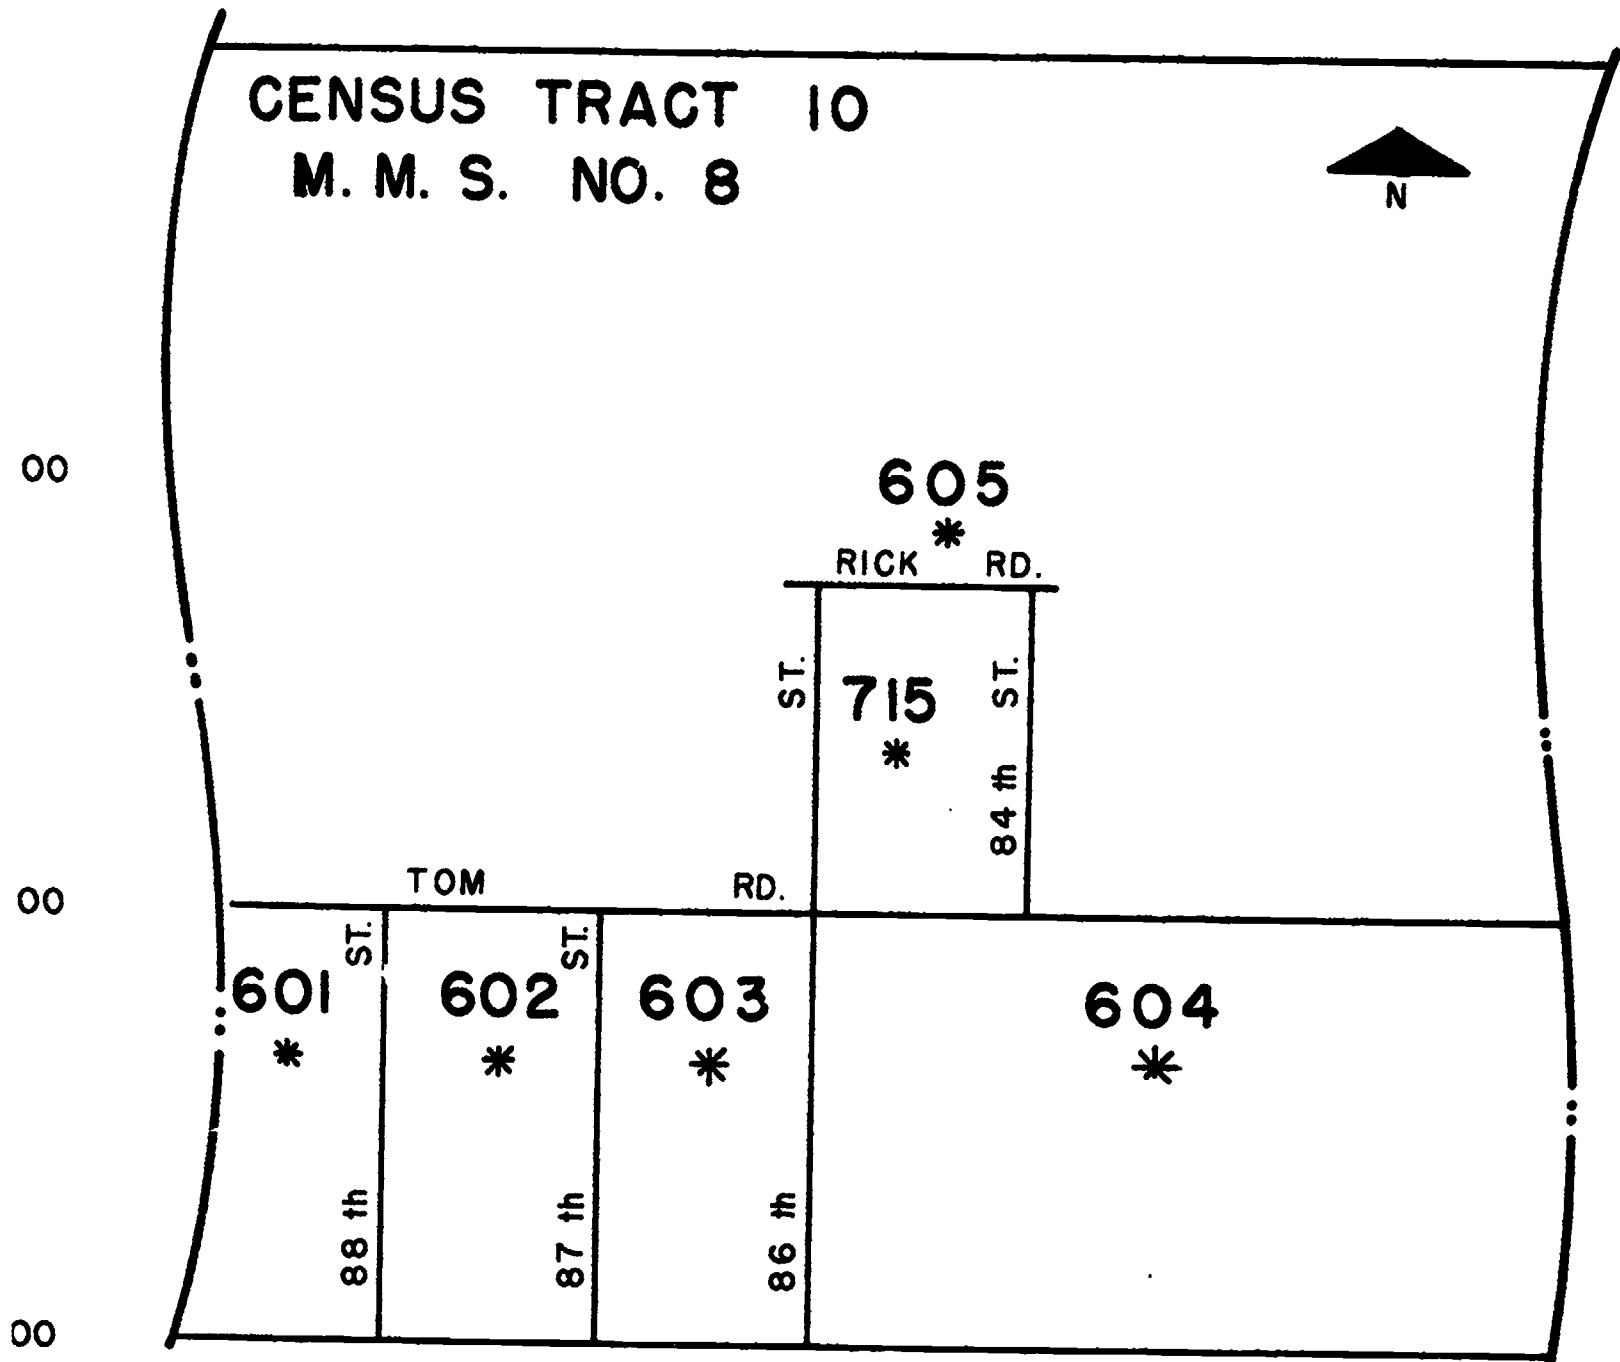 CENSUS TRACT 10
M. M. S. NO. 8
N
00
605
RICK RD.
ST.
715
84 th ST.
00
TOM RD.
ST.
ST.
601
602
603
604
88 th
87 th
86 th
00